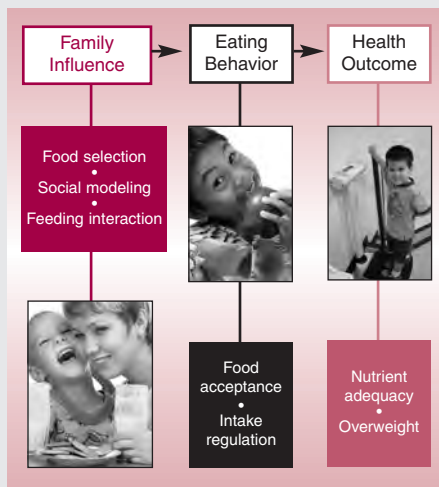 Family
Influence
Eating
Behavior
Health
Outcome
Food selection
•
Social modeling
•
Feeding interaction
Food
acceptance
•
Intake
regulation
Nutrient
adequacy
•
Overweight